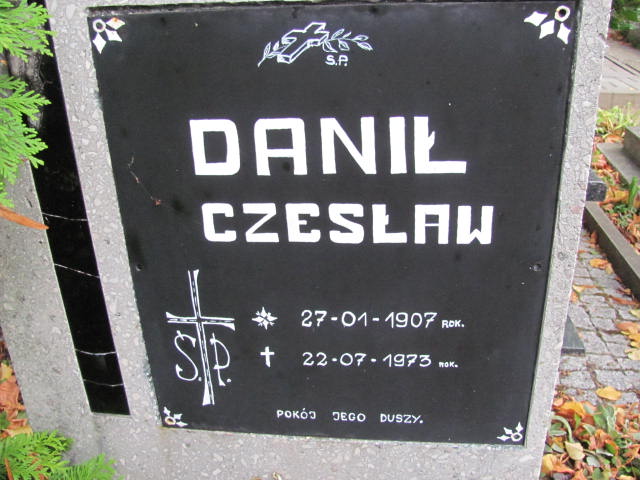 S.P.
DANIŁ
CZESŁAW
27-01-1907 ROK.
S.P. 22-07-1973 ROK.
POKÓJ JEGO DUSZY.